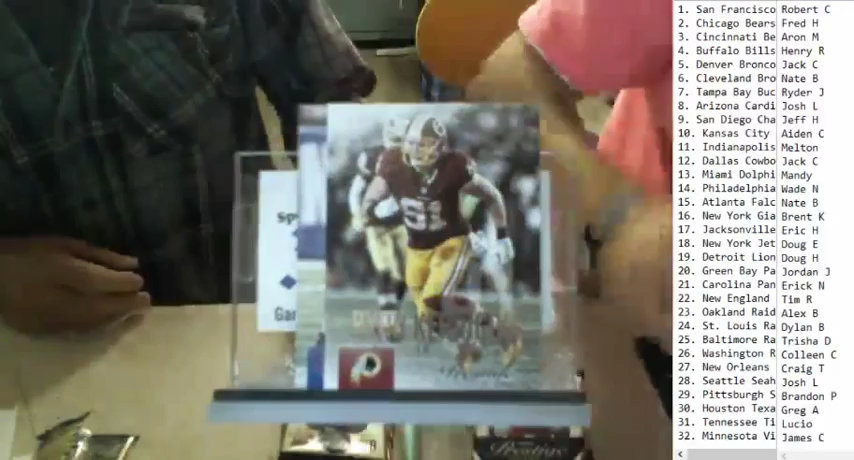 1. San Francisco Robert C
2. Chicago Bears Fred H
3. Cincinnati Be Aron M
4. Buffalo Bills Henry R
5. Denver Bronco Jack C
6. Cleveland Bro Nate B
7. Tampa Bay Buc Ryder J
8. Arizona Cardi Josh L
9. San Diego Cha Jeff H
10. Kansas City Aiden C
11. Indianapolis Melton
12. Dallas Cowbo Jack C
13. Miami Dolphi Mandy
14. Philadelphia Wade N
15. Atlanta Falc Nate B
16. New York Gia Brent K
17. Jacksonville Eric H
18. New York Jet Doug E
19. Detroit Lion Doug H
20. Green Bay Pa Jordan J
21. Carolina Pan Erick N
22. New England Tim R
23. Oakland Raid Alex B
24. St. Louis Ra Dylan B
25. Baltimore Ra Trisha D
26. Washington R Colleen C
27. New Orleans Craig T
28. Seattle Seah Josh L
29. Pittsburgh S Brandon P
30. Houston Texa Greg A
31. Tennessee Ti Lucio
32. Minnesota Vi James C
sp
Gar
91
Prestige